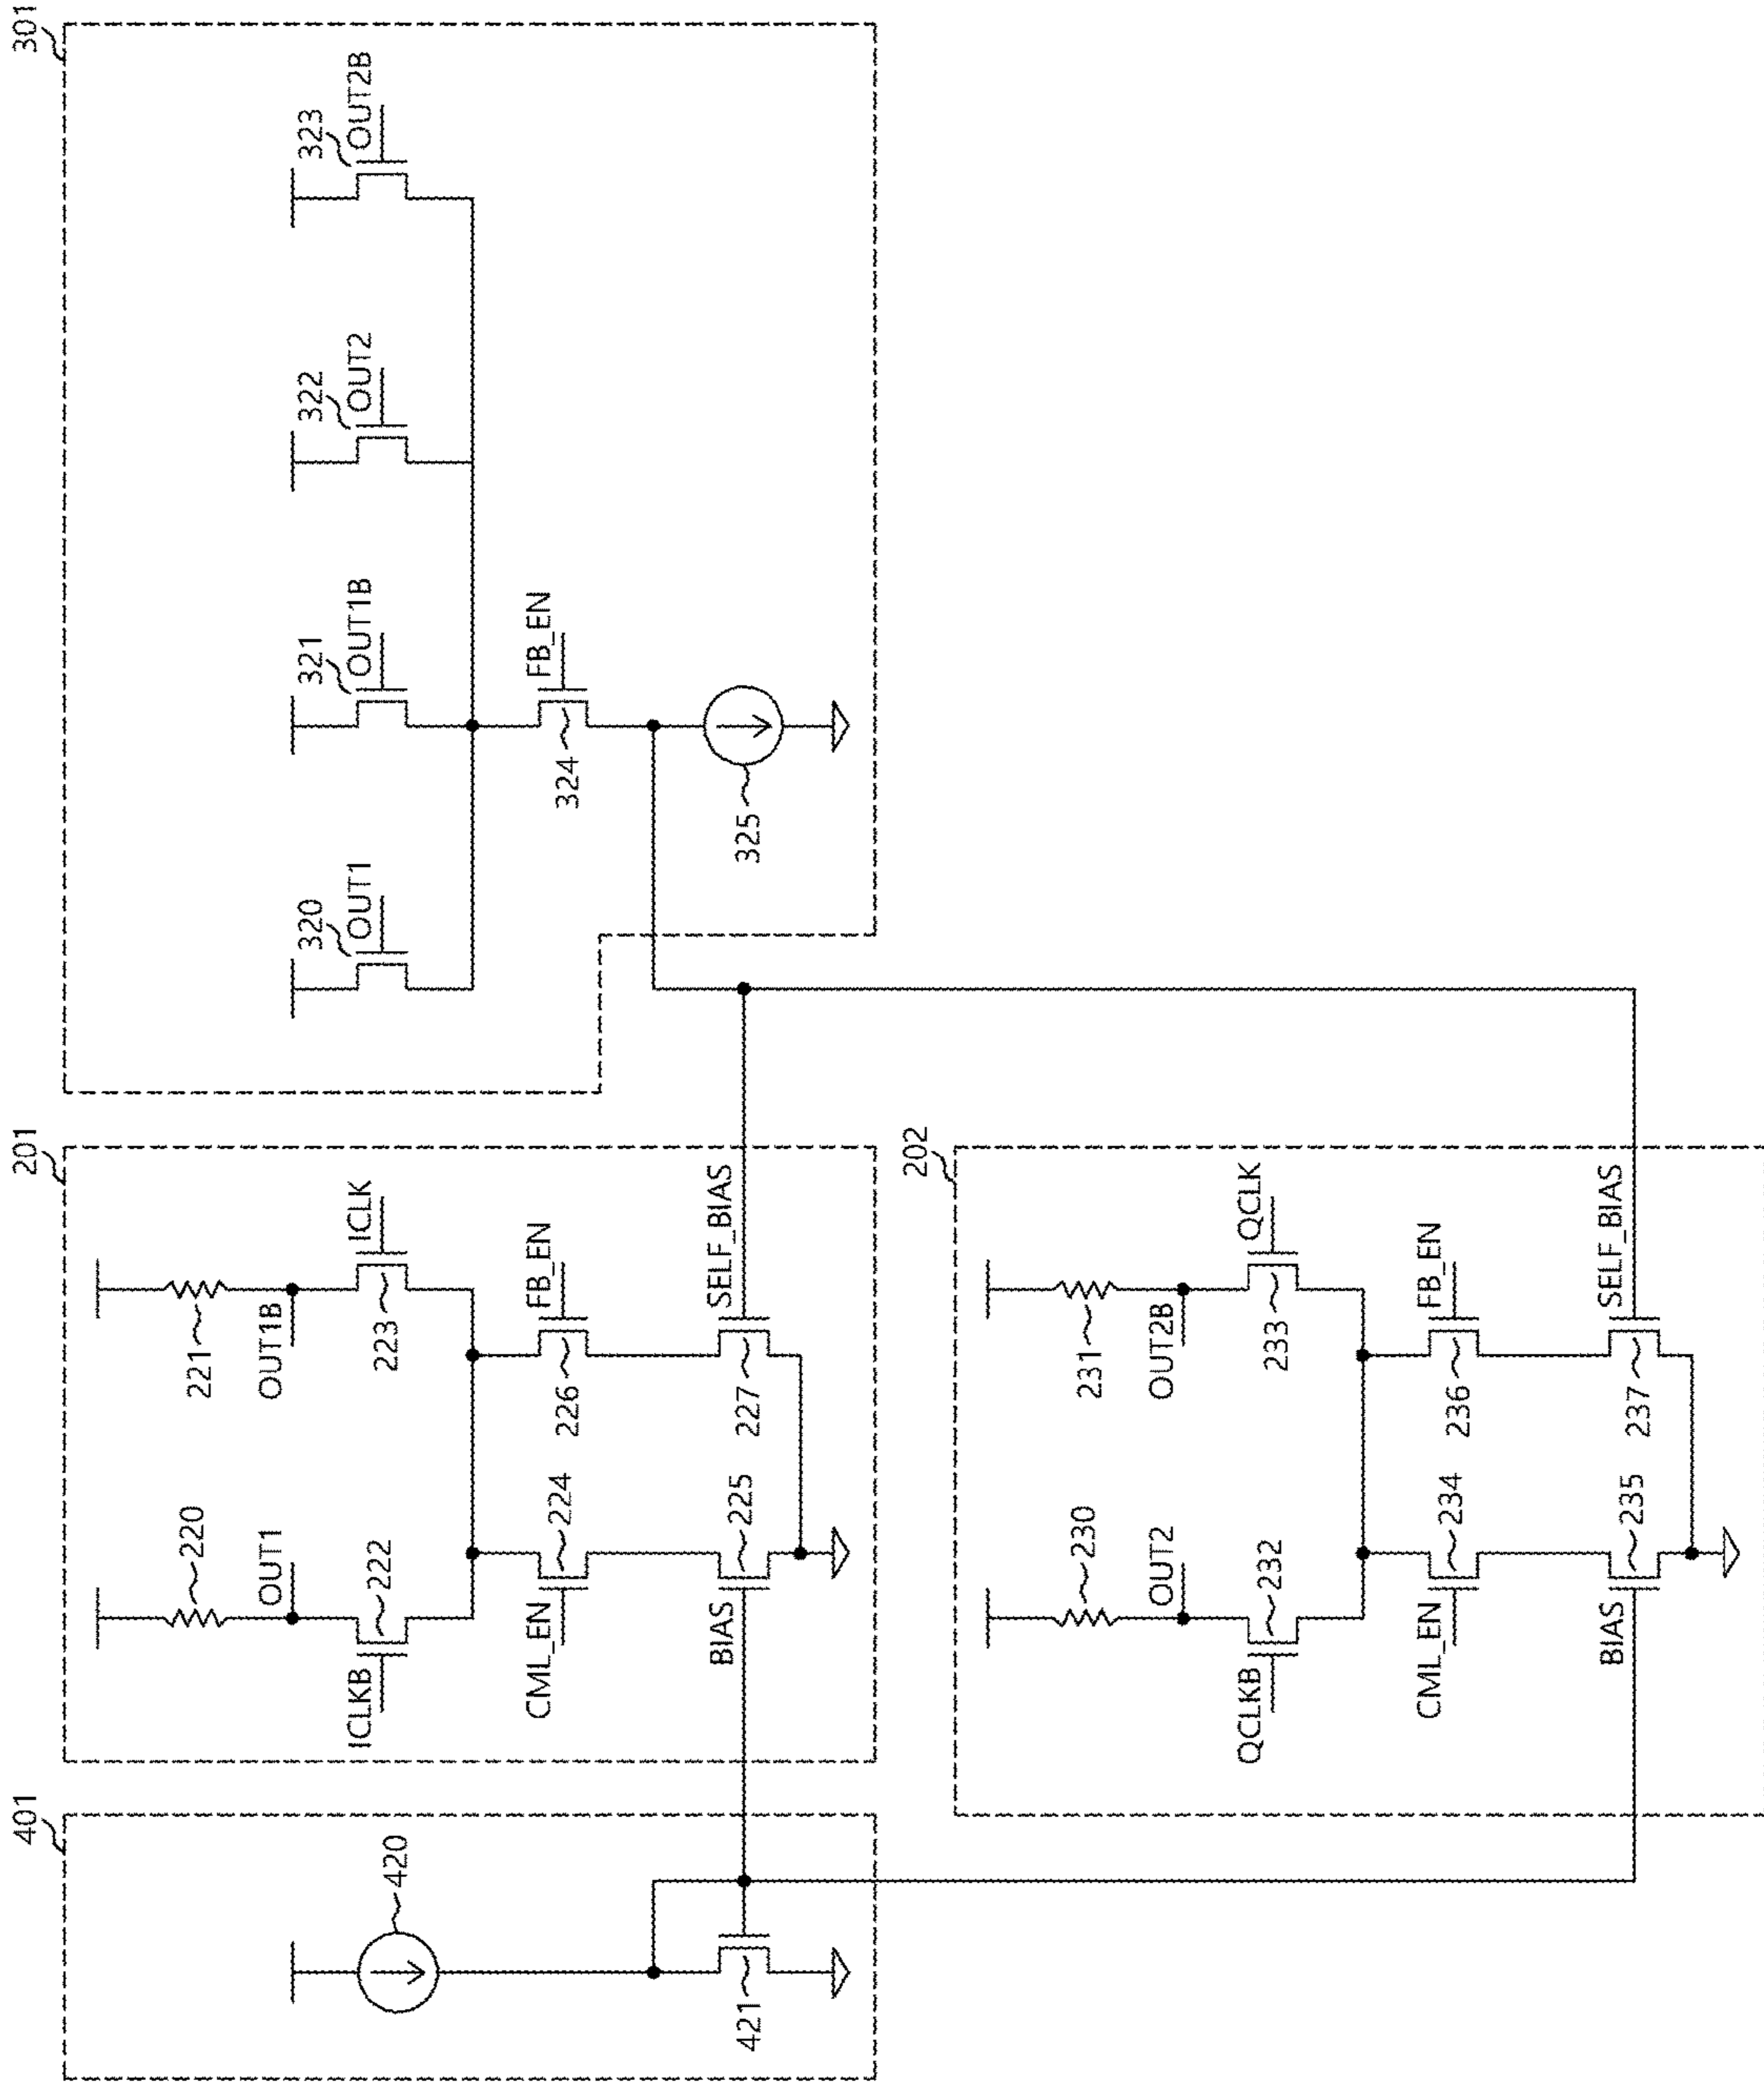 401
420
421
201
220
221
OUT1
OUT1B
ICLKB
222
223
ICLK
CML_EN
224
226
FB_EN
BIAS
225
227
SELF_BIAS
301
320
OUT1
321
OUT1B
322
OUT2
323
OUT2B
324
FB_EN
325
202
230
231
OUT2
OUT2B
QCLKB
232
233
QCLK
CML_EN
234
236
FB_EN
BIAS
235
237
SELF_BIAS